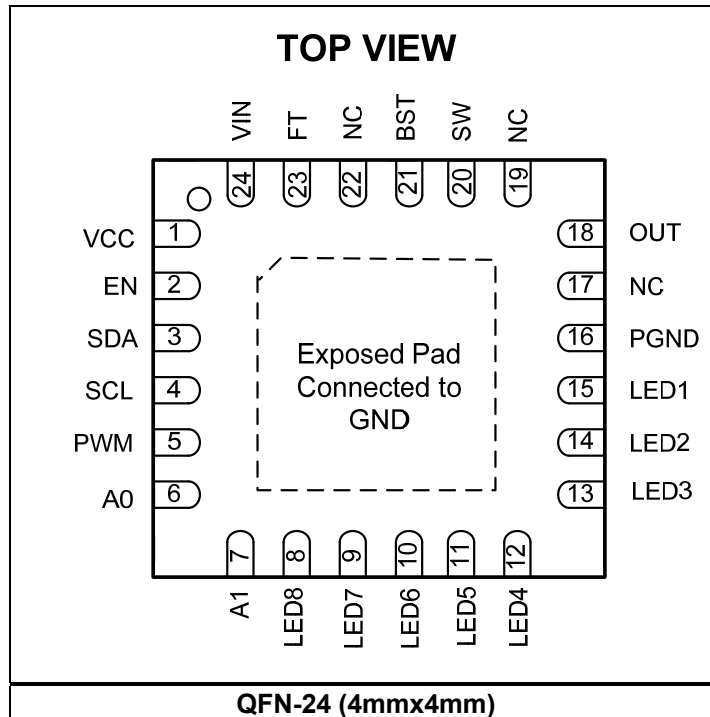 TOP VIEW
VIN FT NC BST SW NC
24 23 22 21 20 19
VCC 1 18 OUT
EN 2 17 NC
SDA 3 16 PGND
SCL 4 15 LED1
PWM 5 14 LED2
A0 6 13 LED3
Exposed Pad
Connected to
GND
7 8 9 10 11 12
A1 LED8 LED7 LED6 LED5 LED4
QFN-24 (4mmx4mm)